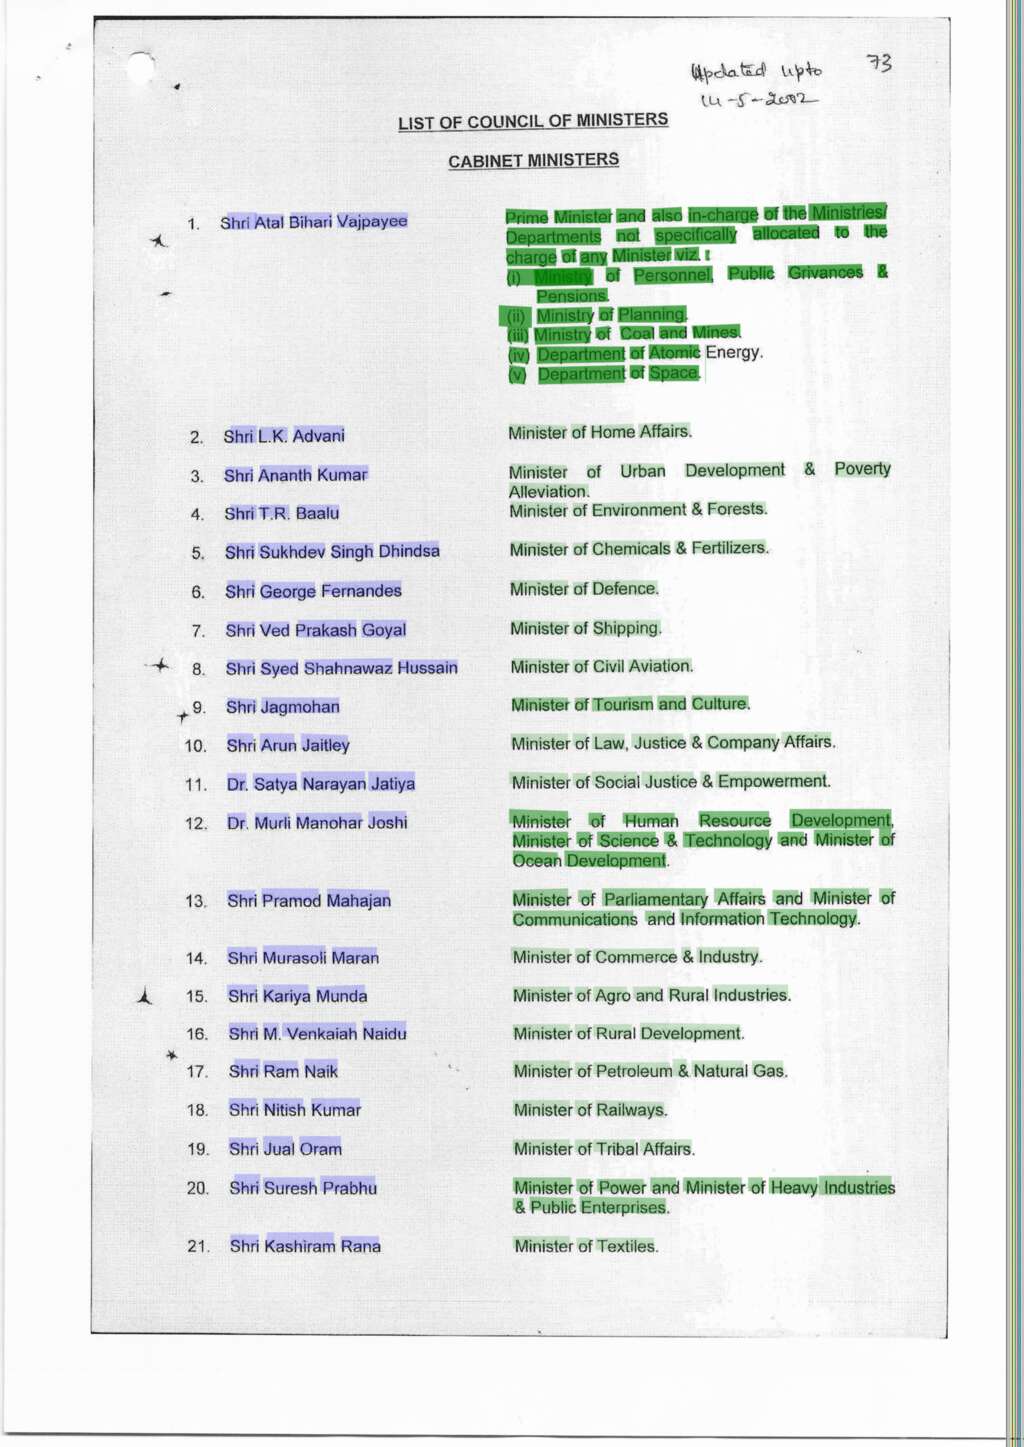 73
Updated upto
14-5-2002
LIST OF COUNCIL OF MINISTERS
CABINET MINISTERS
1. Shri Atal Bihari Vajpayee Prime Minister and also in-charge of the Ministries/
Departments not specifically allocated to the
charge of any Minister viz. :
(i) Ministry of Personnel, Public Grivances &
Pensions.
(ii) Ministry of Planning.
(iii) Ministry of Coal and Mines.
(iv) Department of Atomic Energy.
(v) Department of Space.
2. Shri L.K. Advani Minister of Home Affairs.
3. Shri Ananth Kumar Minister of Urban Development & Poverty
Alleviation.
4. Shri T.R. Baalu Minister of Environment & Forests.
5. Shri Sukhdev Singh Dhindsa Minister of Chemicals & Fertilizers.
6. Shri George Fernandes Minister of Defence.
7. Shri Ved Prakash Goyal Minister of Shipping.
8. Shri Syed Shahnawaz Hussain Minister of Civil Aviation.
9. Shri Jagmohan Minister of Tourism and Culture.
10. Shri Arun Jaitley Minister of Law, Justice & Company Affairs.
11. Dr. Satya Narayan Jatiya Minister of Social Justice & Empowerment.
12. Dr. Murli Manohar Joshi Minister of Human Resource Development,
Minister of Science & Technology and Minister of
Ocean Development.
13. Shri Pramod Mahajan Minister of Parliamentary Affairs and Minister of
Communications and Information Technology.
14. Shri Murasoli Maran Minister of Commerce & Industry.
15. Shri Kariya Munda Minister of Agro and Rural Industries.
16. Shri M. Venkaiah Naidu Minister of Rural Development.
17. Shri Ram Naik Minister of Petroleum & Natural Gas.
18. Shri Nitish Kumar Minister of Railways.
19. Shri Jual Oram Minister of Tribal Affairs.
20. Shri Suresh Prabhu Minister of Power and Minister of Heavy Industries
& Public Enterprises.
21. Shri Kashiram Rana Minister of Textiles.